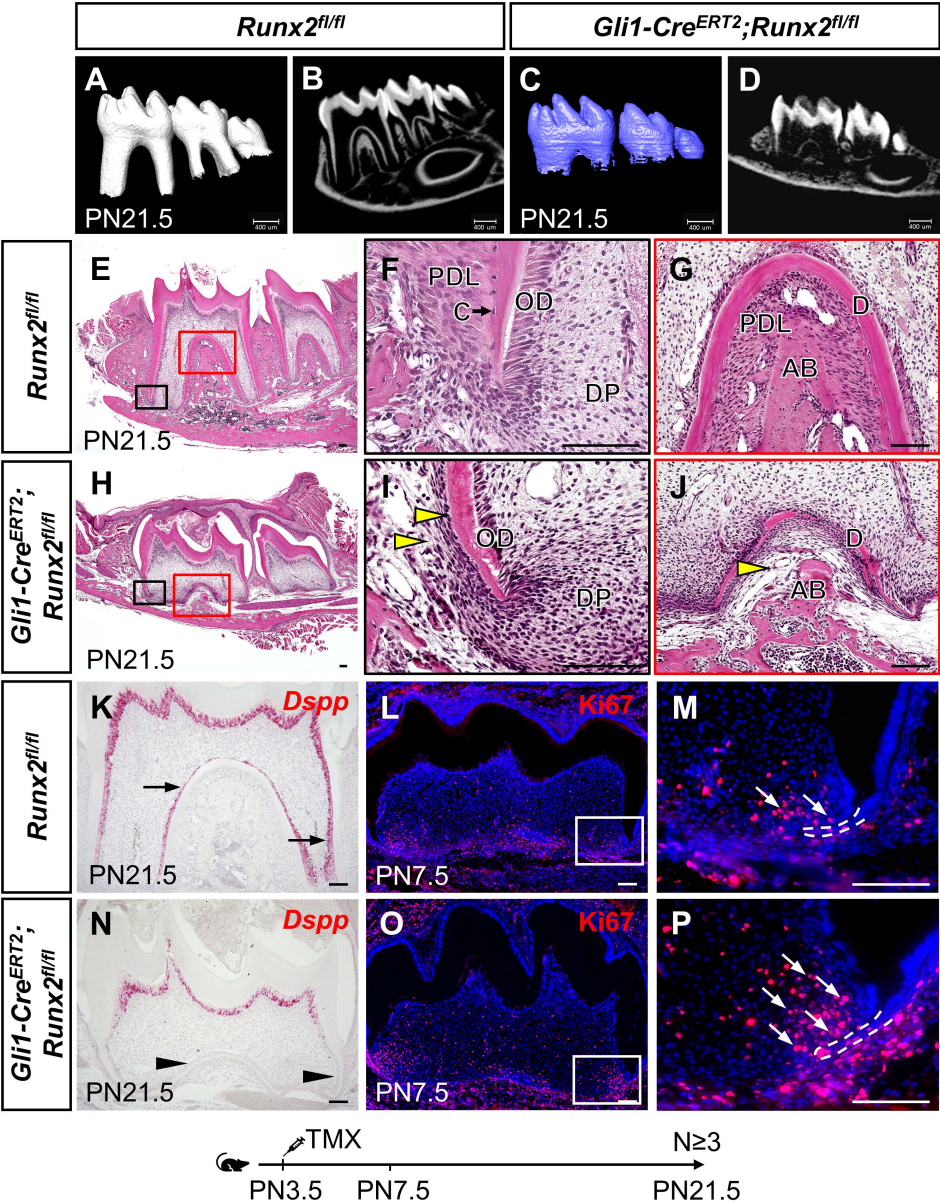 Runx2fl/fl
Gli1-CreERT2;Runx2fl/fl
A
PN21.5
400 um
B
400 um
C
PN21.5
400 um
D
400 um
Runx2fl/fl
E
PN21.5
F
PDL
C
OD
DP
G
PDL
D
AB
Gli1-CreERT2;
Runx2fl/fl
H
PN21.5
I
OD
DP
J
D
AB
Runx2fl/fl
K
Dspp
PN21.5
L
Ki67
PN7.5
M
Gli1-CreERT2;
Runx2fl/fl
N
Dspp
PN21.5
O
Ki67
PN7.5
P
TMX
N≥3
PN3.5
PN7.5
PN21.5